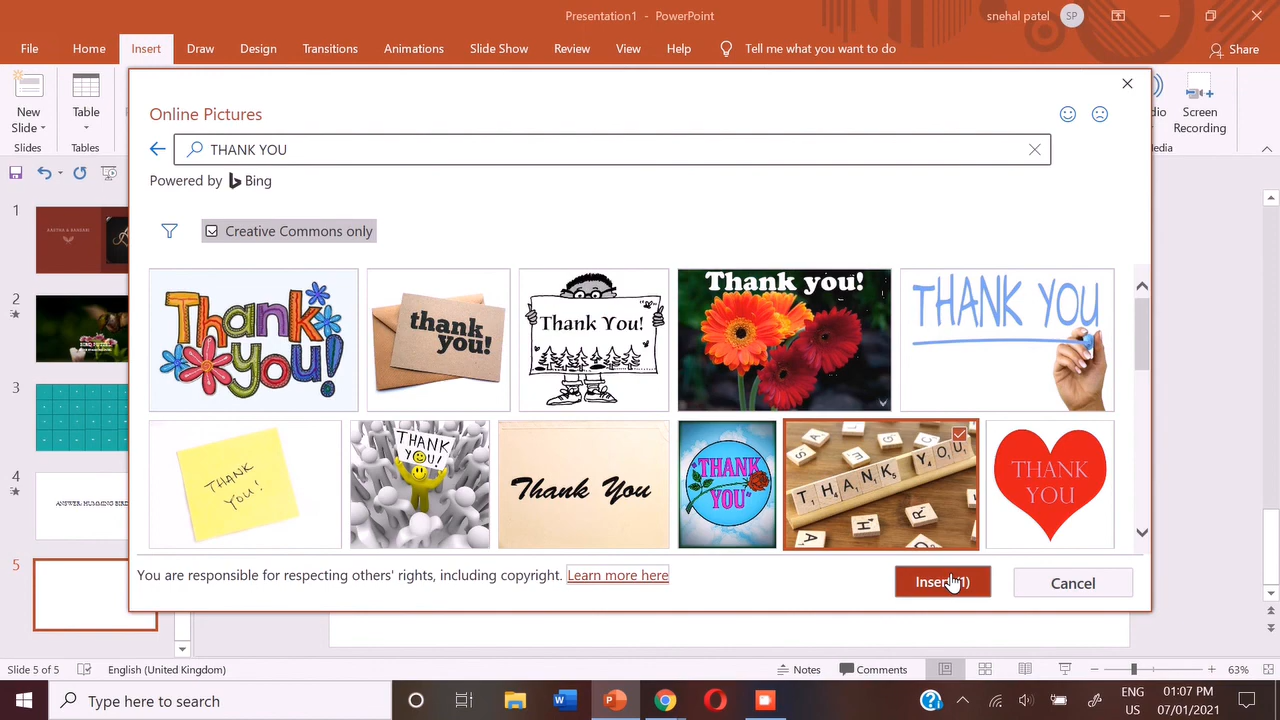 Presentation1 - PowerPoint
snehal patel SP
File Home Insert Draw Design Transitions Animations Slide Show Review View Help Tell me what you want to do Share
New Slide
Table
Screen Recording
Slides Tables
Online Pictures
THANK YOU
Powered by Bing
Creative Commons only
Thank you!
thank you!
Thank You!
Thank you!
THANK YOU
THANK YOU!
THANK YOU!
Thank You
"THANK YOU"
THANK YOU
THANK YOU
You are responsible for respecting others' rights, including copyright. Learn more here
Cancel
1
2
3
4
5
Slide 5 of 5 English (United Kingdom) Notes Comments 63%
Type here to search
ENG US
01:07 PM
07/01/2021